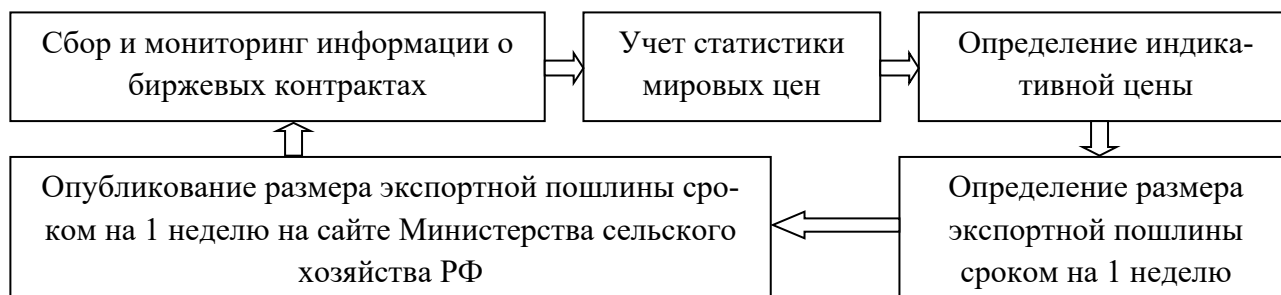 Сбор и мониторинг информации о
биржевых контрактах
Учет статистики
мировых цен
Определение индика-
тивной цены
Определение размера
экспортной пошлины
сроком на 1 неделю
Опубликование размера экспортной пошлины сро-
ком на 1 неделю на сайте Министерства сельского
хозяйства РФ